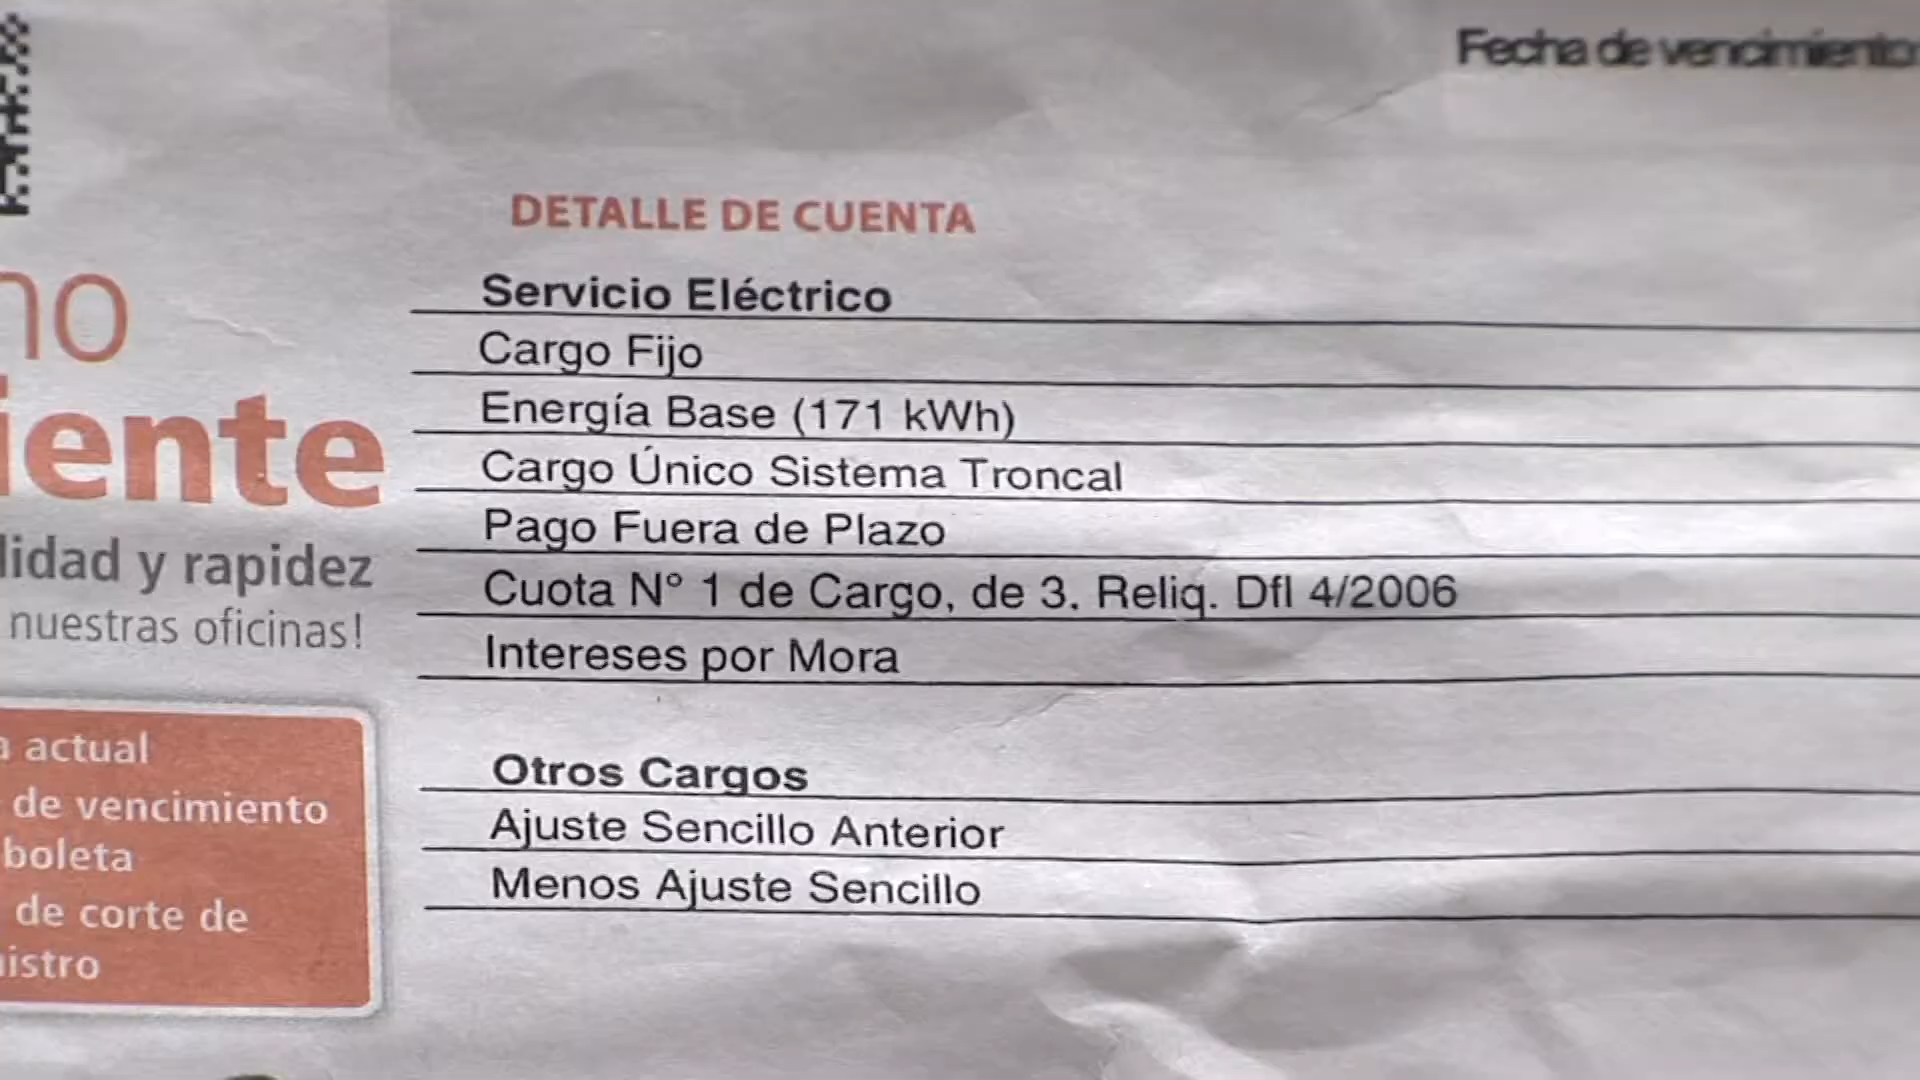 Fecha de vencimiento:
DETALLE DE CUENTA
Servicio Eléctrico
Cargo Fijo
Energía Base (171 kWh)
Cargo Único Sistema Troncal
Pago Fuera de Plazo
Cuota N° 1 de Cargo, de 3. Reliq. Dfl 4/2006
Intereses por Mora
Otros Cargos
Ajuste Sencillo Anterior
Menos Ajuste Sencillo
no
iente
lidad y rapidez
nuestras oficinas!
a actual
de vencimiento
boleta
de corte de
istro